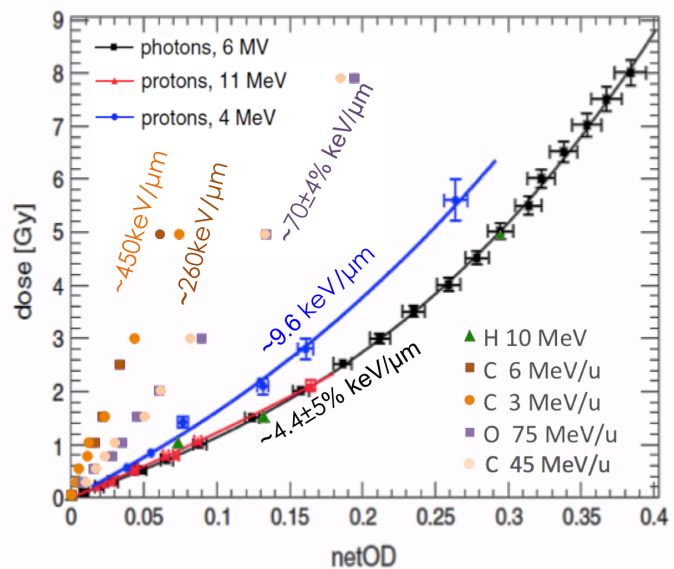 photons, 6 MV
protons, 11 MeV
protons, 4 MeV
~450keV/µm
~260keV/µm
~70±4% keV/µm
~9.6 keV/µm
~4.4±5% keV/µm
H 10 MeV
C 6 MeV/u
C 3 MeV/u
O 75 MeV/u
C 45 MeV/u
dose [Gy]
9
8
7
6
5
4
3
2
1
0
0 0.05 0.1 0.15 0.2 0.25 0.3 0.35 0.4
netOD